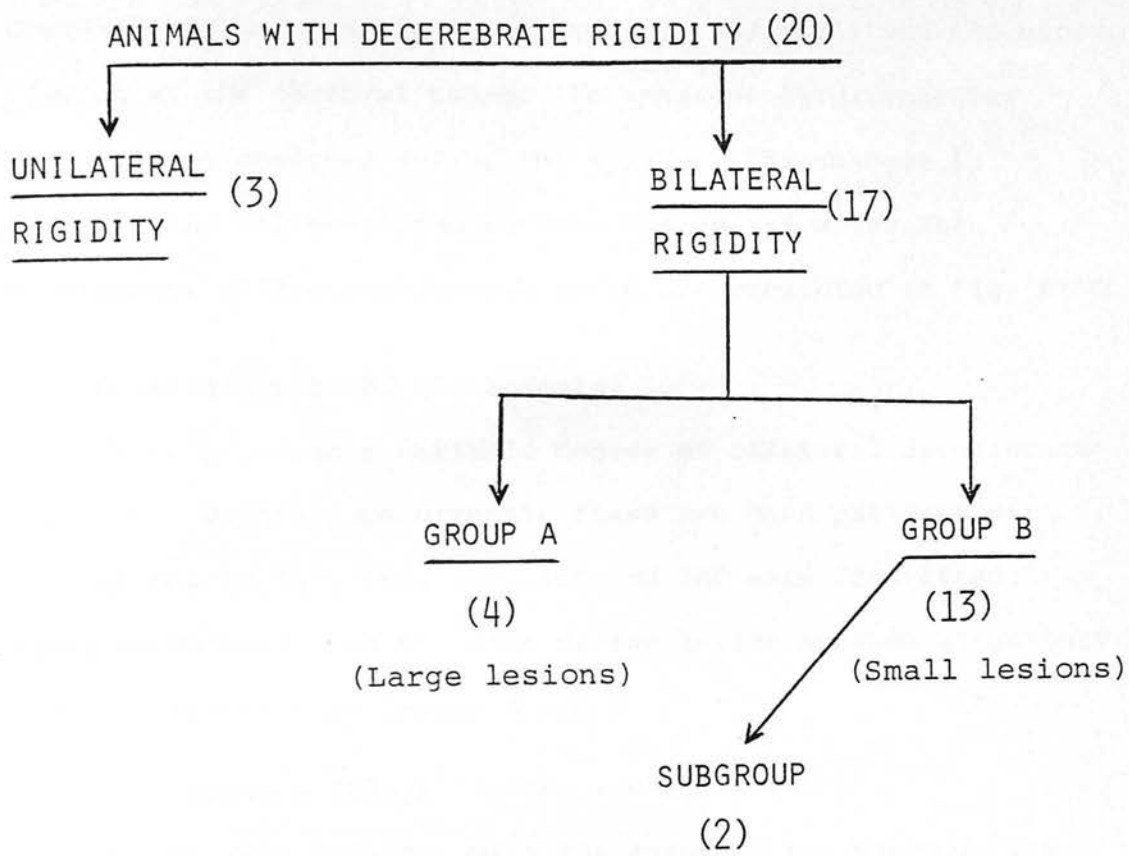 ANIMALS WITH DECEREBRATE RIGIDITY (20)
UNILATERAL
RIGIDITY
(3)
BILATERAL
RIGIDITY
(17)
GROUP A
(4)
(Large lesions)
GROUP B
(13)
(Small lesions)
SUBGROUP
(2)